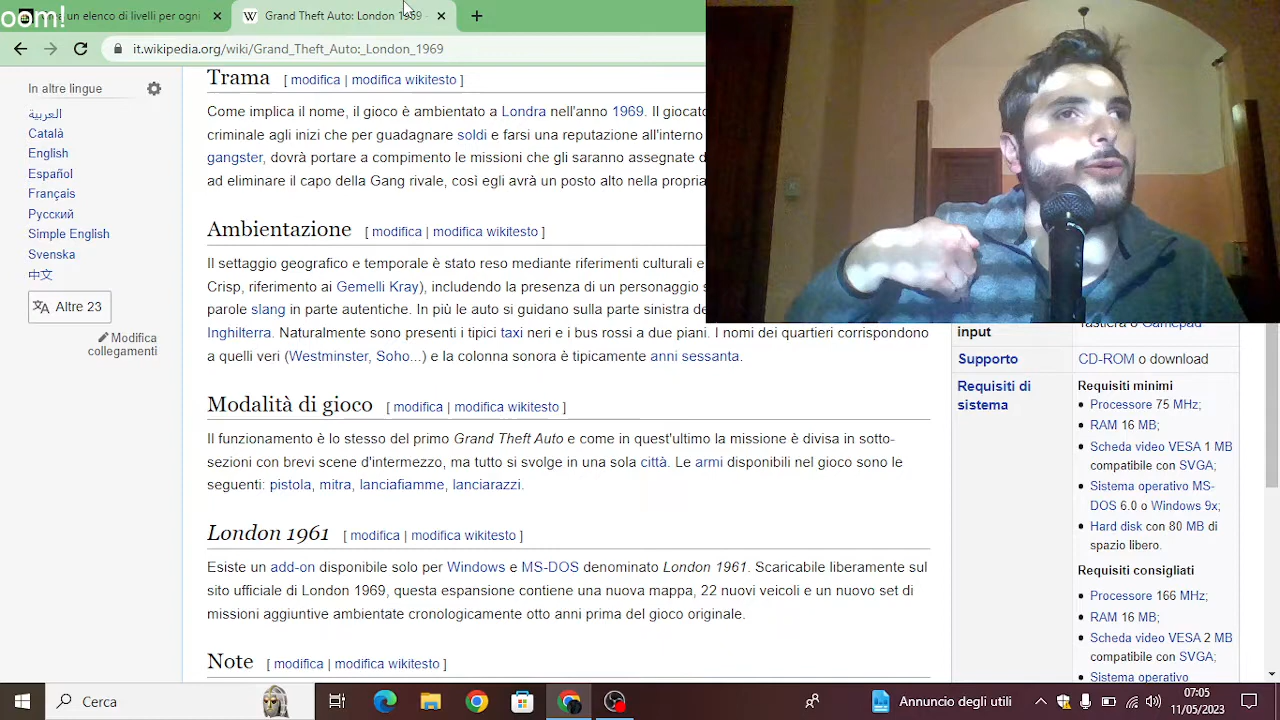 oom!
un elenco di livelli per ogni
Grand Theft Auto: London 1969
it.wikipedia.org/wiki/Grand_Theft_Auto:_London_1969
In altre lingue
العربية
Català
English
Español
Français
Русский
Simple English
Svenska
中文
Altre 23
Modifica
collegamenti
Trama [ modifica | modifica wikitesto ]
Come implica il nome, il gioco è ambientato a Londra nell'anno 1969. Il giocat
criminale agli inizi che per guadagnare soldi e farsi una reputazione all'interno
gangster, dovrà portare a compimento le missioni che gli saranno assegnate d
ad eliminare il capo della Gang rivale, così egli avrà un posto alto nella propria
Ambientazione [ modifica | modifica wikitesto ]
Il settaggio geografico e temporale è stato reso mediante riferimenti culturali e
Crisp, riferimento ai Gemelli Kray), includendo la presenza di un personaggio s
parole slang in parte autentiche. In più le auto si guidano sulla parte sinistra de
Inghilterra. Naturalmente sono presenti i tipici taxi neri e i bus rossi a due piani. I nomi dei quartieri corrispondono
a quelli veri (Westminster, Soho...) e la colonna sonora è tipicamente anni sessanta.
Modalità di gioco [ modifica | modifica wikitesto ]
Il funzionamento è lo stesso del primo Grand Theft Auto e come in quest'ultimo la missione è divisa in sotto-
sezioni con brevi scene d'intermezzo, ma tutto si svolge in una sola città. Le armi disponibili nel gioco sono le
seguenti: pistola, mitra, lanciafiamme, lanciarazzi.
London 1961 [ modifica | modifica wikitesto ]
Esiste un add-on disponibile solo per Windows e MS-DOS denominato London 1961. Scaricabile liberamente sul
sito ufficiale di London 1969, questa espansione contiene una nuova mappa, 22 nuovi veicoli e un nuovo set di
missioni aggiuntive ambientate cronologicamente otto anni prima del gioco originale.
Note [ modifica | modifica wikitesto ]
input
Tastiera o Gamepad
Supporto CD-ROM o download
Requisiti di
sistema
Requisiti minimi
Processore 75 MHz;
RAM 16 MB;
Scheda video VESA 1 MB
compatibile con SVGA;
Sistema operativo MS-
DOS 6.0 o Windows 9x;
Hard disk con 80 MB di
spazio libero.
Requisiti consigliati
Processore 166 MHz;
RAM 16 MB;
Scheda video VESA 2 MB
compatibile con SVGA;
Sistema operativo
Cerca
Annuncio degli utili
07:05
11/05/2023